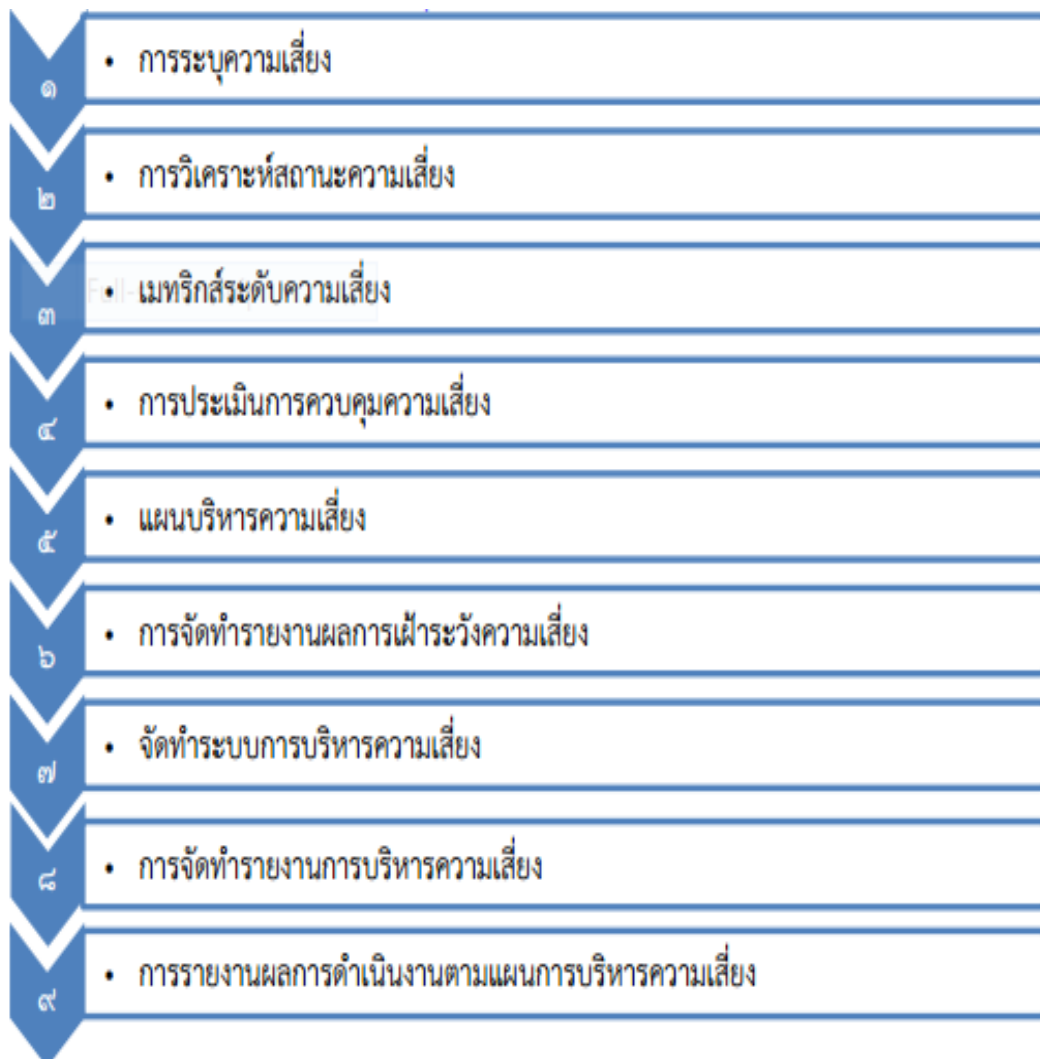 ๑
• การระบุความเสี่ยง
๒
• การวิเคราะห์สถานะความเสี่ยง
๓
• เมทริกส์ระดับความเสี่ยง
๔
• การประเมินการควบคุมความเสี่ยง
๕
• แผนบริหารความเสี่ยง
๖
• การจัดทำรายงานผลการเฝ้าระวังความเสี่ยง
๗
• จัดทำระบบการบริหารความเสี่ยง
๘
• การจัดทำรายงานการบริหารความเสี่ยง
๙
• การรายงานผลการดำเนินงานตามแผนการบริหารความเสี่ยง